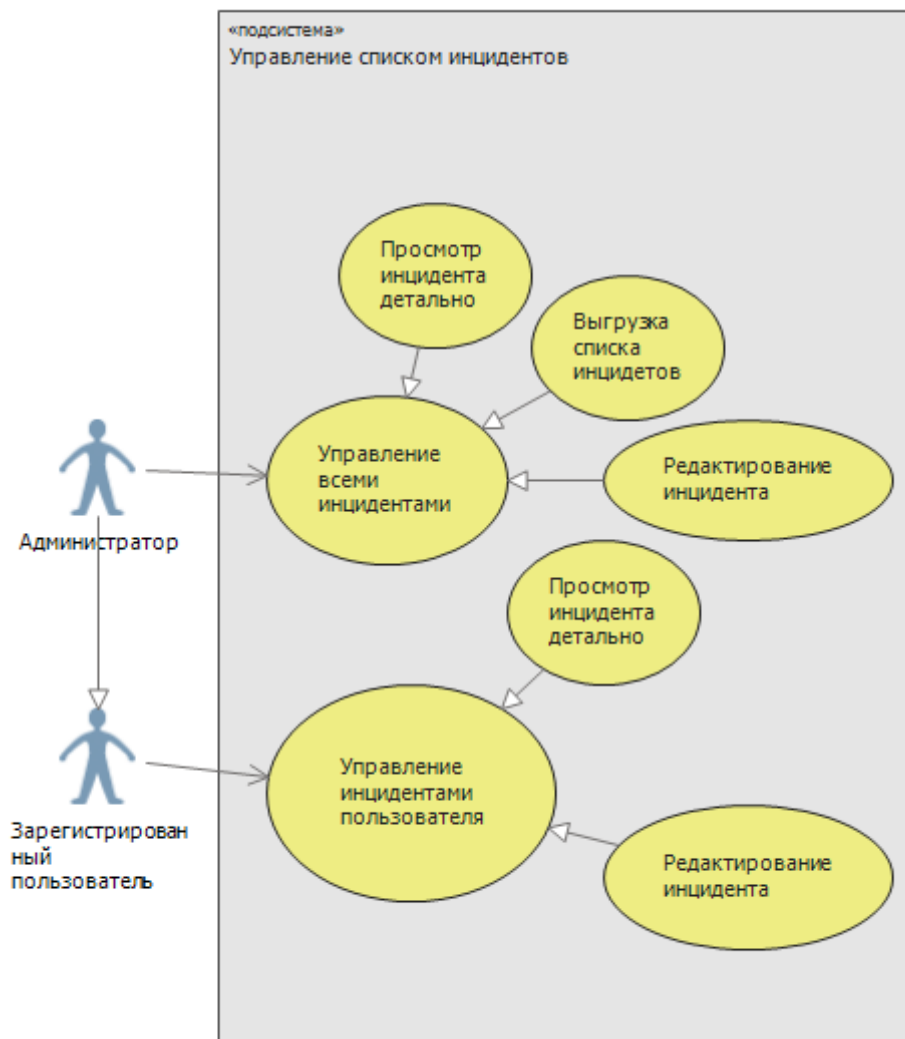 «подсистема»
Управление списком инцидентов
Просмотр
инцидента
детально
Выгрузка
списка
инцидетов
Управление
всеми
инцидентами
Редактирование
инцидента
Администратор
Просмотр
инцидента
детально
Управление
инцидентами
пользователя
Зарегистрирован
ный
пользователь
Редактирование
инцидента